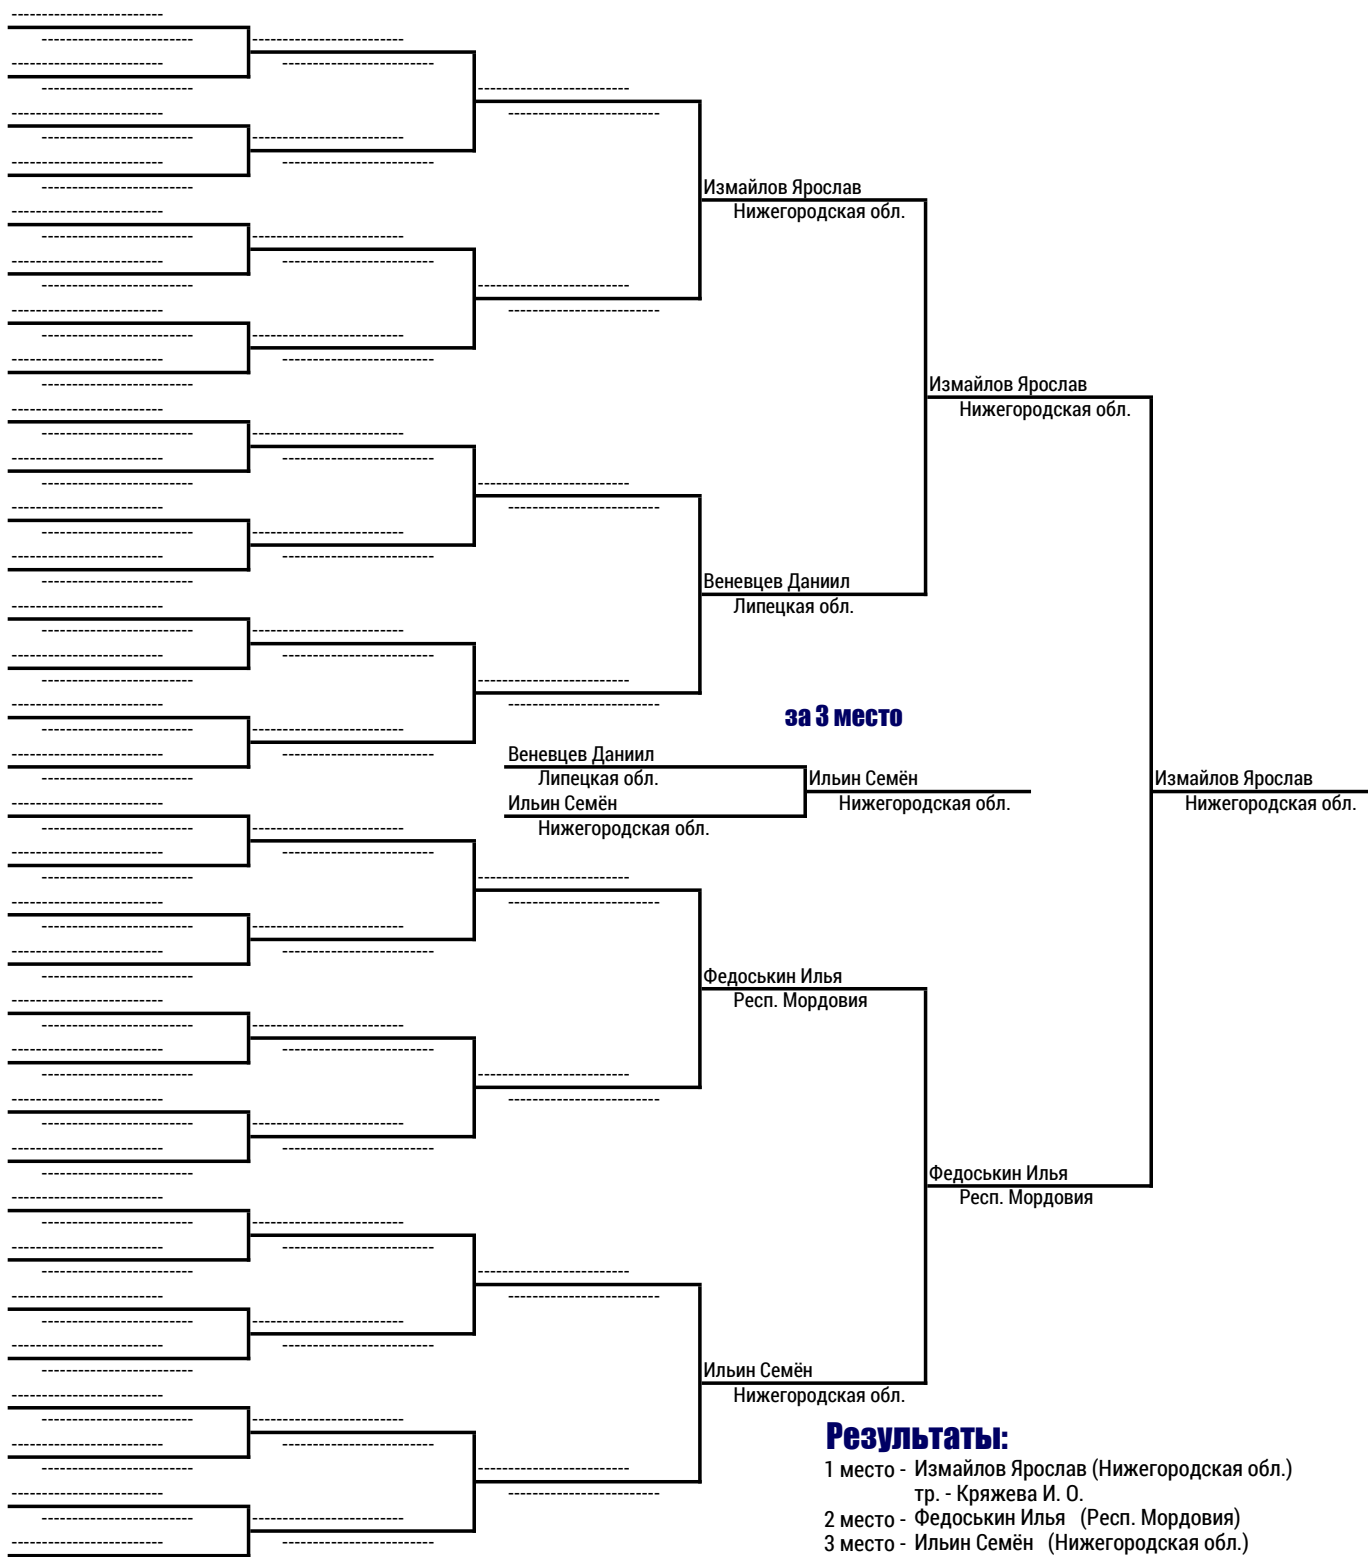 Измайлов Ярослав
Нижегородская обл.
Измайлов Ярослав
Нижегородская обл.
Веневцев Даниил
Липецкая обл.
за 3 место
Веневцев Даниил
Липецкая обл.
Ильин Семён
Нижегородская обл.
Ильин Семён
Нижегородская обл.
Измайлов Ярослав
Нижегородская обл.
Федоськин Илья
Респ. Мордовия
Федоськин Илья
Респ. Мордовия
Ильин Семён
Нижегородская обл.
Результаты:
1 место - Измайлов Ярослав (Нижегородская обл.)
тр. - Кряжева И. О.
2 место - Федоськин Илья (Респ. Мордовия)
3 место - Ильин Семён (Нижегородская обл.)